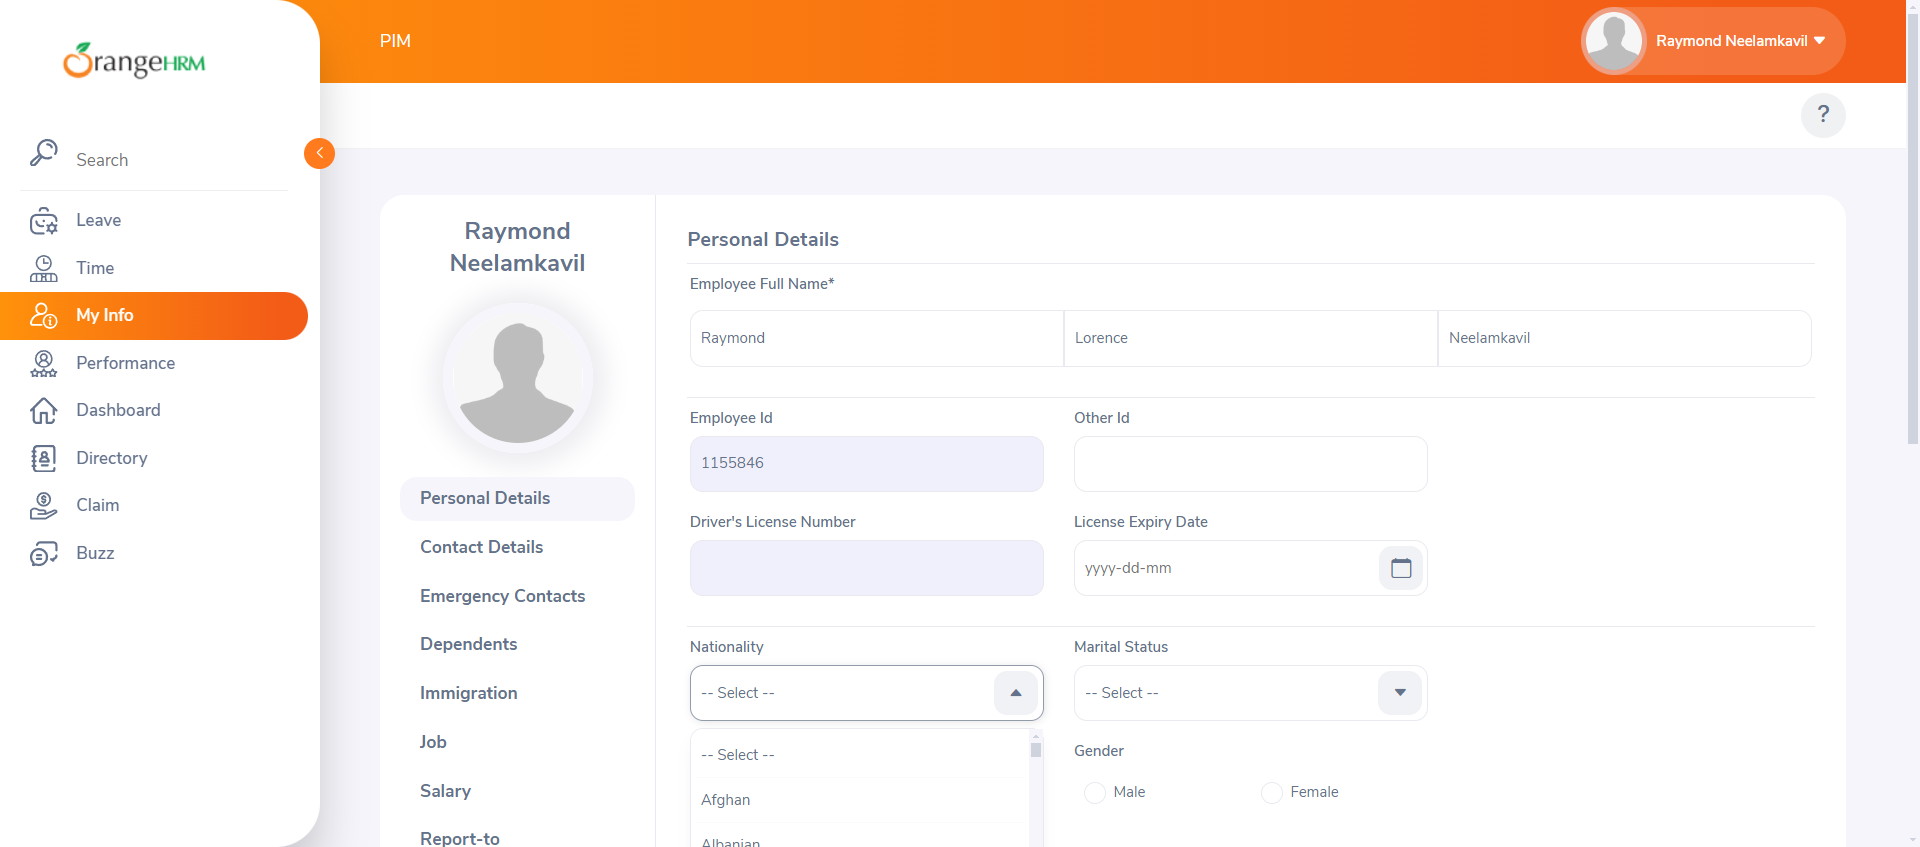 OrangeHRM
PIM
Raymond Neelamkavil
?
Search
Leave
Time
My Info
Performance
Dashboard
Directory
Claim
Buzz
Raymond
Neelamkavil
Personal Details
Contact Details
Emergency Contacts
Dependents
Immigration
Job
Salary
Report-to
Personal Details
Employee Full Name*
Raymond Lorence Neelamkavil
Employee Id Other Id
1155846
Driver's License Number License Expiry Date
yyyy-dd-mm
Nationality Marital Status
-- Select -- -- Select --
-- Select --
Afghan
Albanian
Gender
Male Female